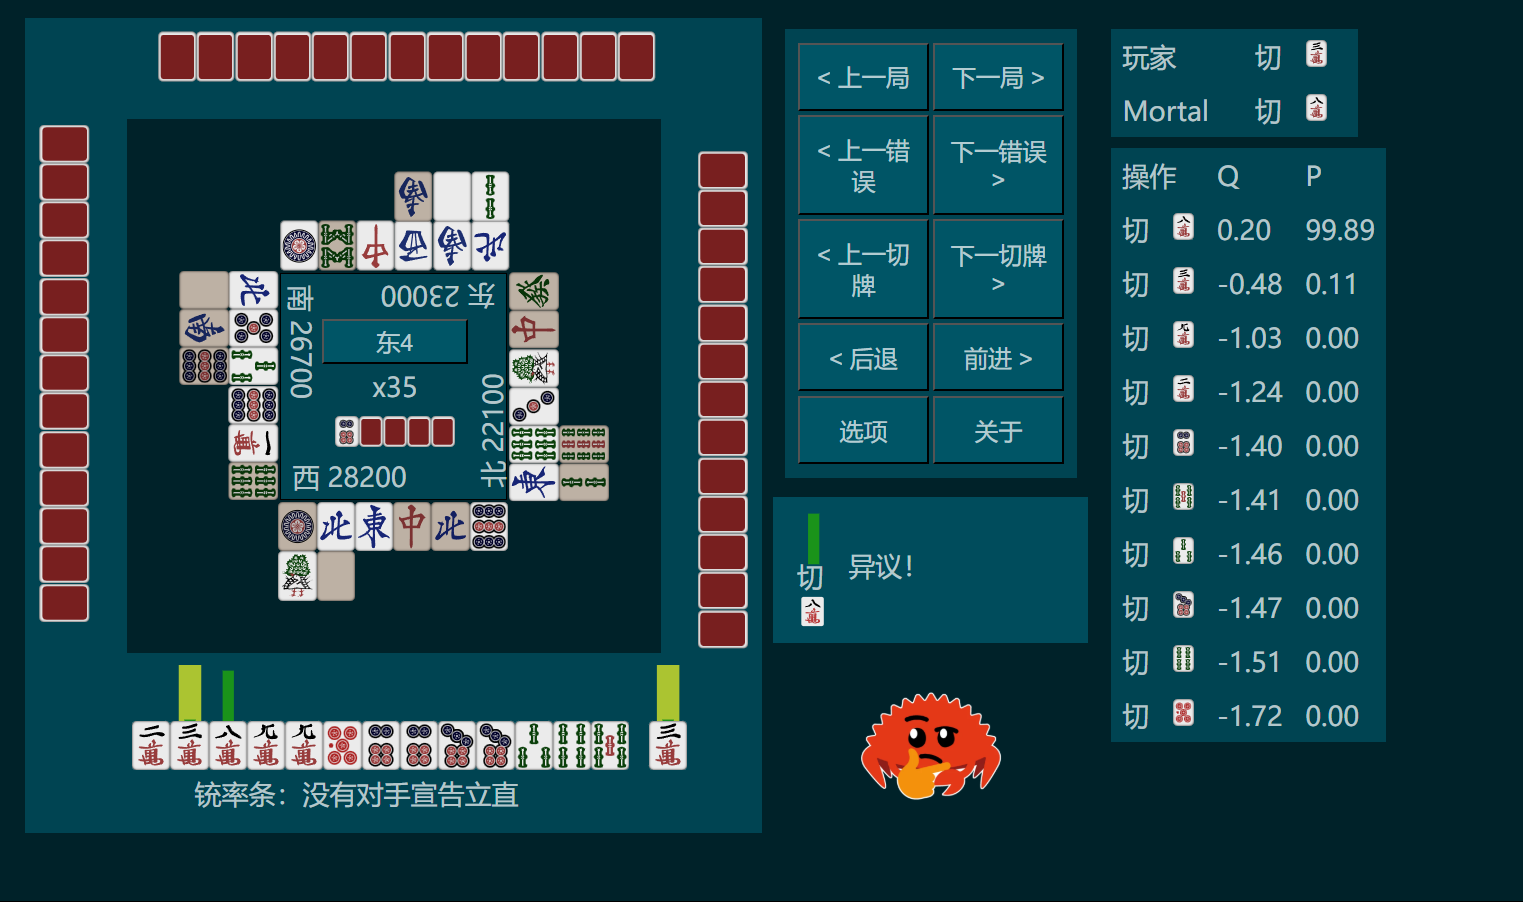 东 23000
南 26700
东4
x35
北 22100
西 28200
铳率条：没有对手宣告立直
< 上一局
下一局 >
< 上一错误
下一错误 >
< 上一切牌
下一切牌 >
< 后退
前进 >
选项
关于
切
异议！
玩家 切
Mortal 切
操作 Q P
切 0.20 99.89
切 -0.48 0.11
切 -1.03 0.00
切 -1.24 0.00
切 -1.40 0.00
切 -1.41 0.00
切 -1.46 0.00
切 -1.47 0.00
切 -1.51 0.00
切 -1.72 0.00